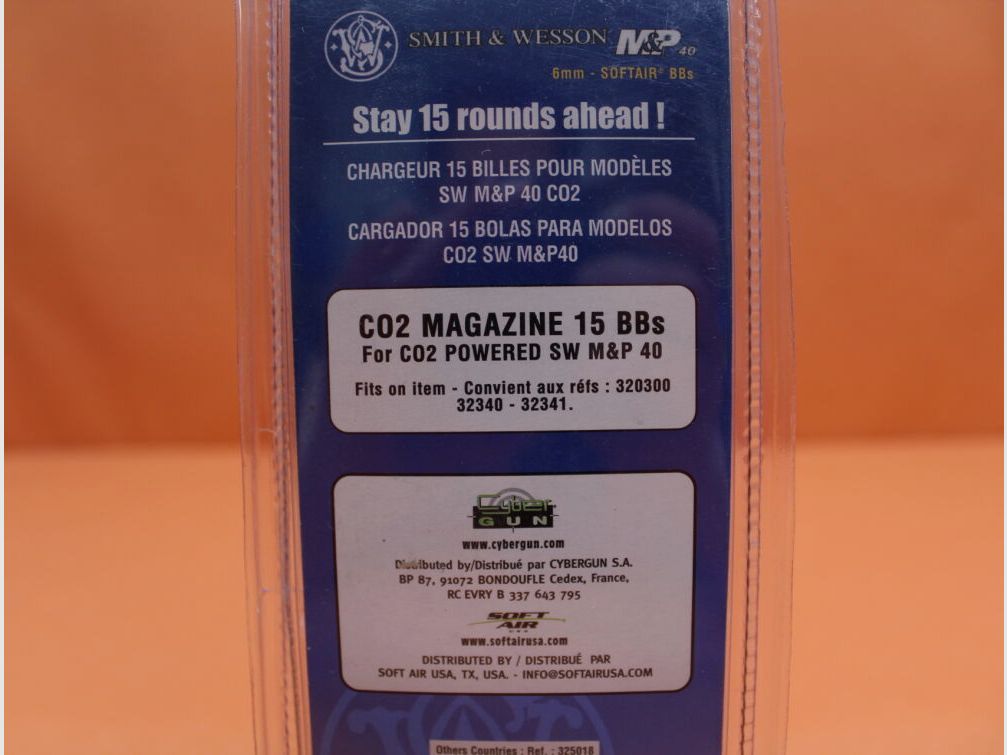 SMITH & WESSON M&P 40
6mm - SOFTAIR® BBs
Stay 15 rounds ahead !
CHARGEUR 15 BILLES POUR MODÈLES
SW M&P 40 CO2
CARGADOR 15 BOLAS PARA MODELOS
CO2 SW M&P40
CO2 MAGAZINE 15 BBs
For CO2 POWERED SW M&P 40
Fits on item - Convient aux réfs : 320300
32340 - 32341.
Cyber
GUN
www.cybergun.com
Distributed by/Distribué par CYBERGUN S.A.
BP 87, 91072 BONDOUFLE Cedex, France,
RC EVRY B 337 643 795
SOFT
AIR
www.softairusa.com
DISTRIBUTED BY / DISTRIBUÉ PAR
SOFT AIR USA, TX, USA. - INFO@SOFTAIRUSA.COM
Others Countries : Ref. : 325018